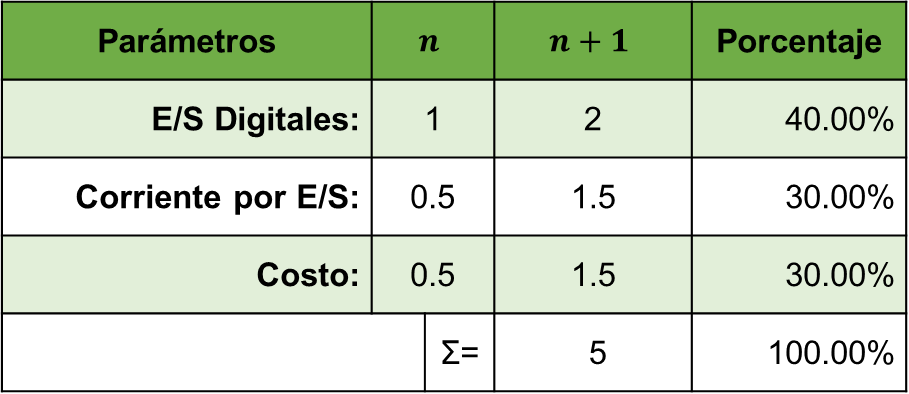 Parámetros n n + 1 Porcentaje
E/S Digitales: 1 2 40.00%
Corriente por E/S: 0.5 1.5 30.00%
Costo: 0.5 1.5 30.00%
Σ= 5 100.00%